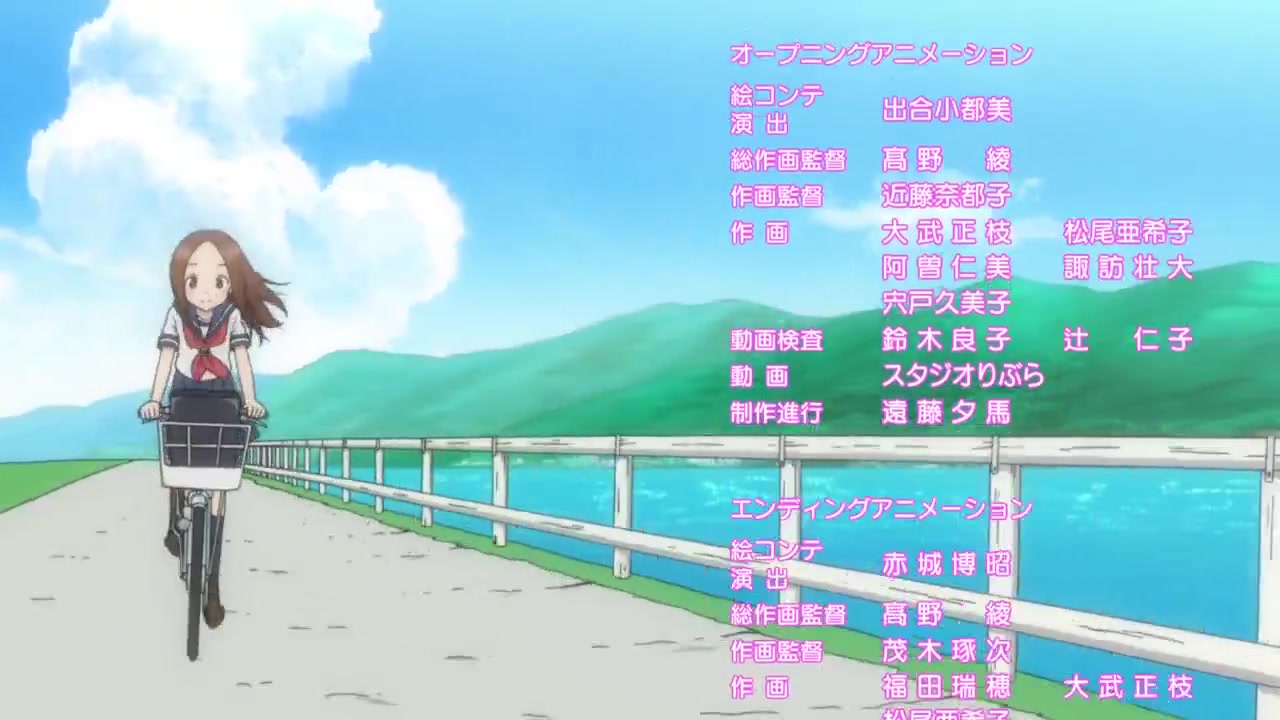 オープニングアニメーション
絵コンテ
演出 出合小都美
総作画監督 髙野 綾
作画監督 近藤奈都子
作画 大武正枝 松尾亜希子
阿曽仁美 諏訪壮大
宍戸久美子
動画検査 鈴木良子 辻 仁子
動画 スタジオりぶら
制作進行 遠藤夕馬
エンディングアニメーション
絵コンテ
演出 赤城博昭
総作画監督 髙野 綾
作画監督 茂木琢次
作画 福田瑞穂 大武正枝
松尾亜希子